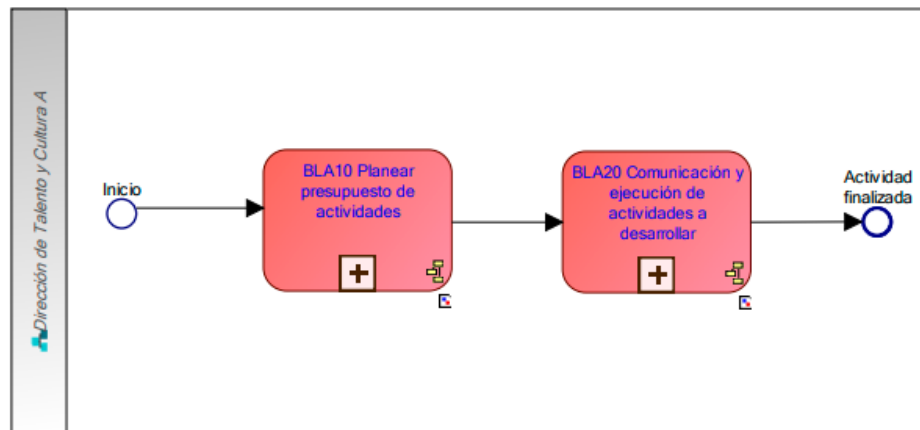 Dirección de Talento y Cultura A
Inicio
BLA10 Planear
presupuesto de
actividades
BLA20 Comunicación y
ejecución de
actividades a
desarrollar
Actividad
finalizada